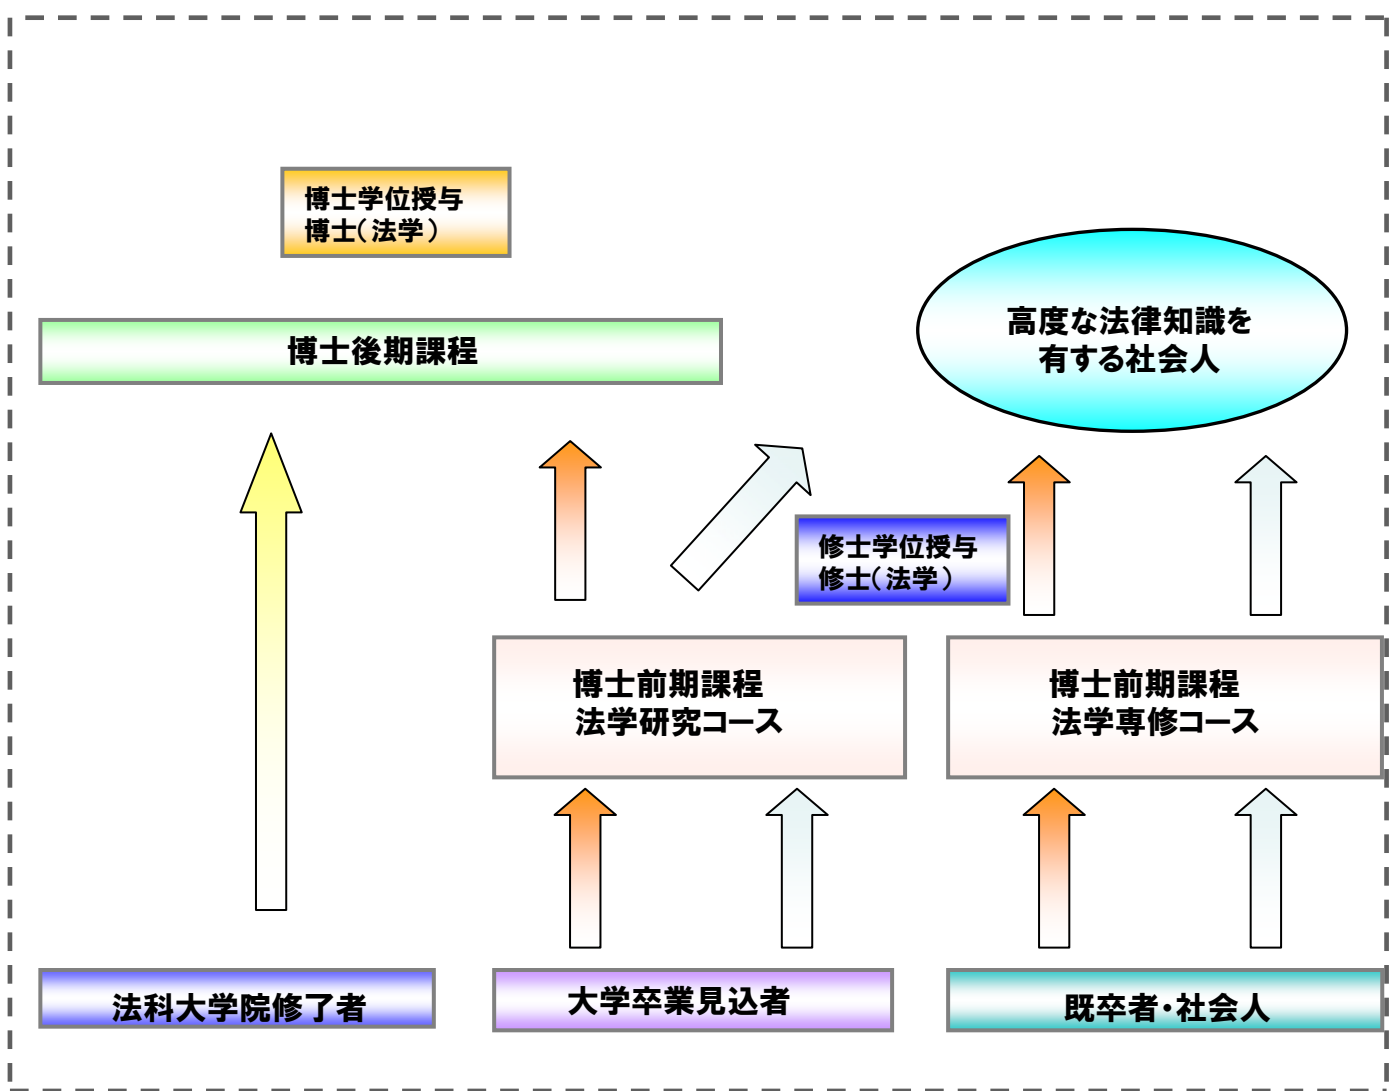 博士学位授与
博士(法学)
博士後期課程
高度な法律知識を
有する社会人
修士学位授与
修士(法学)
博士前期課程
法学研究コース
博士前期課程
法学専修コース
法科大学院修了者
大学卒業見込者
既卒者・社会人